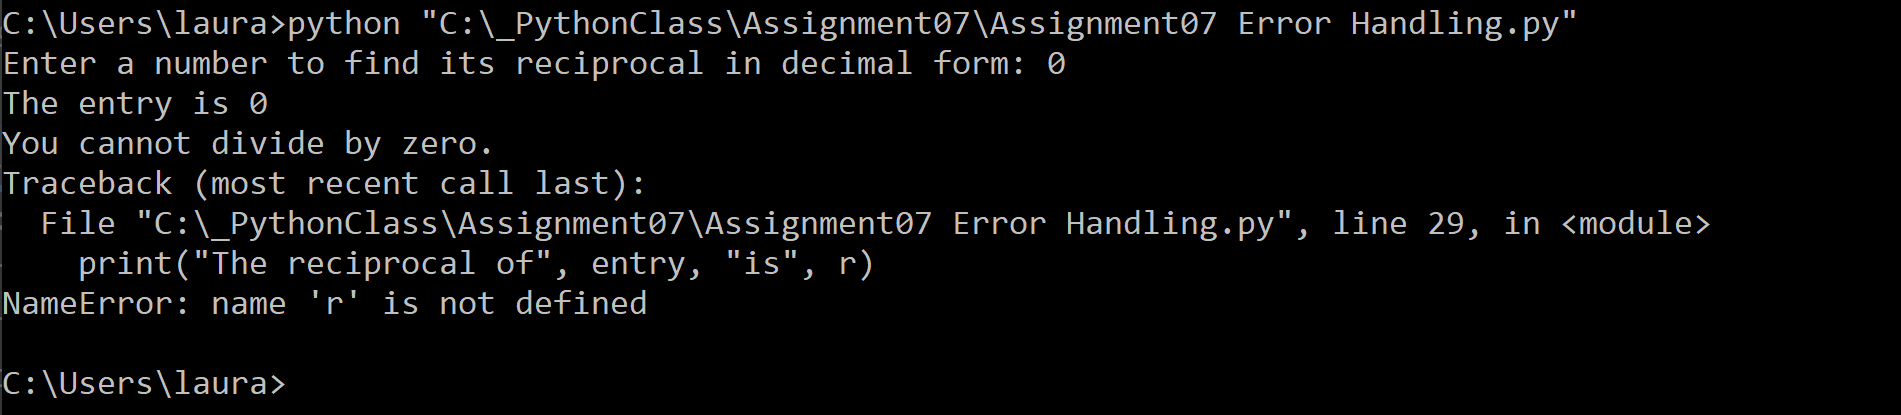 C:\Users\laura>python "C:\_PythonClass\Assignment07\Assignment07 Error Handling.py"
Enter a number to find its reciprocal in decimal form: 0
The entry is 0
You cannot divide by zero.
Traceback (most recent call last):
  File "C:\_PythonClass\Assignment07\Assignment07 Error Handling.py", line 29, in <module>
    print("The reciprocal of", entry, "is", r)
NameError: name 'r' is not defined
C:\Users\laura>